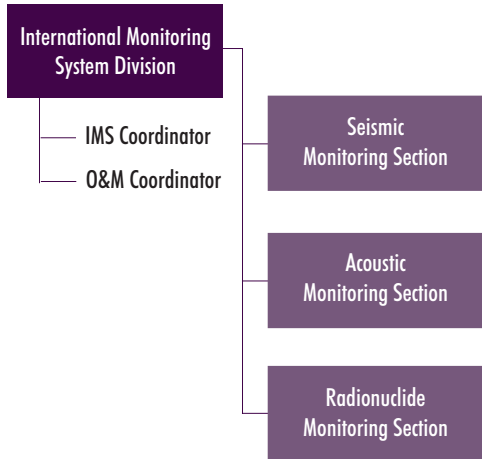 International Monitoring
System Division
IMS Coordinator
O&M Coordinator
Seismic
Monitoring Section
Acoustic
Monitoring Section
Radionuclide
Monitoring Section